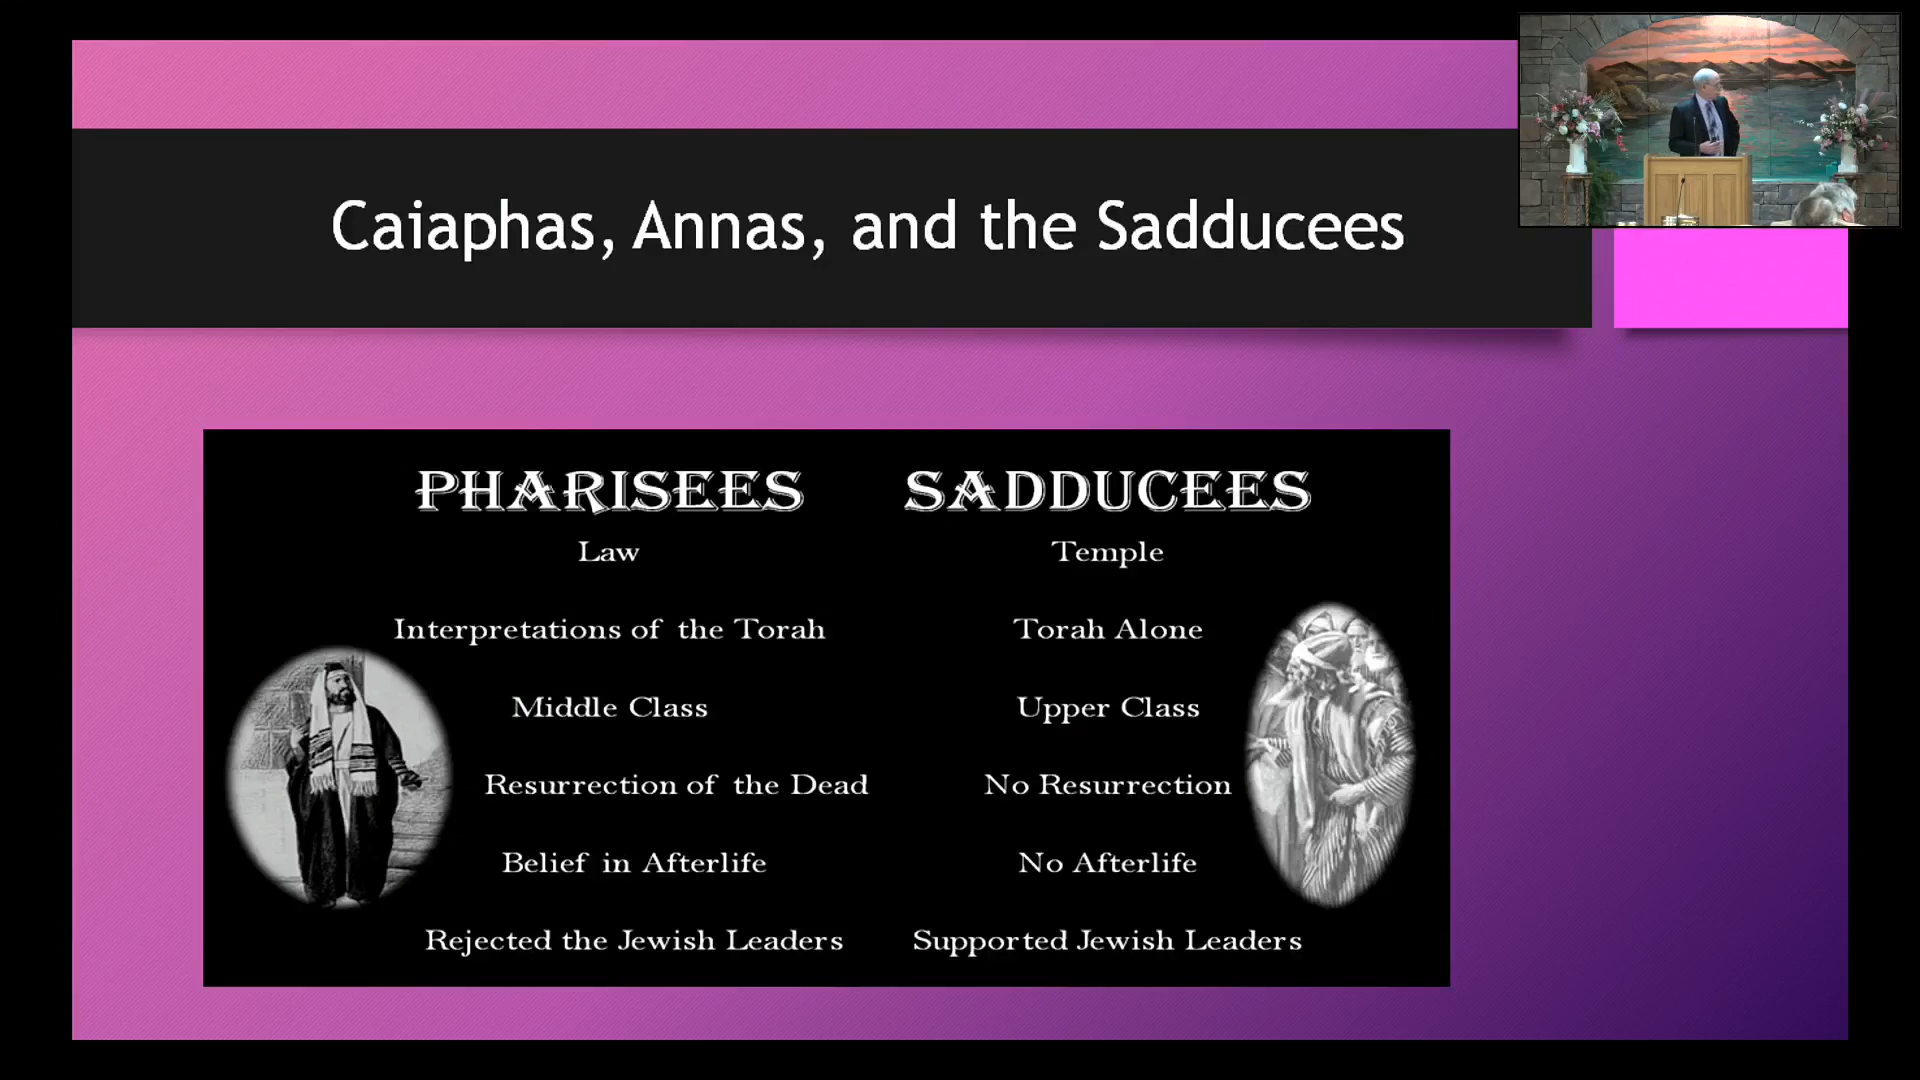 Caiaphas, Annas, and the Sadducees
PHARISEES SADDUCEES
Law Temple
Interpretations of the Torah Torah Alone
Middle Class Upper Class
Resurrection of the Dead No Resurrection
Belief in Afterlife No Afterlife
Rejected the Jewish Leaders Supported Jewish Leaders